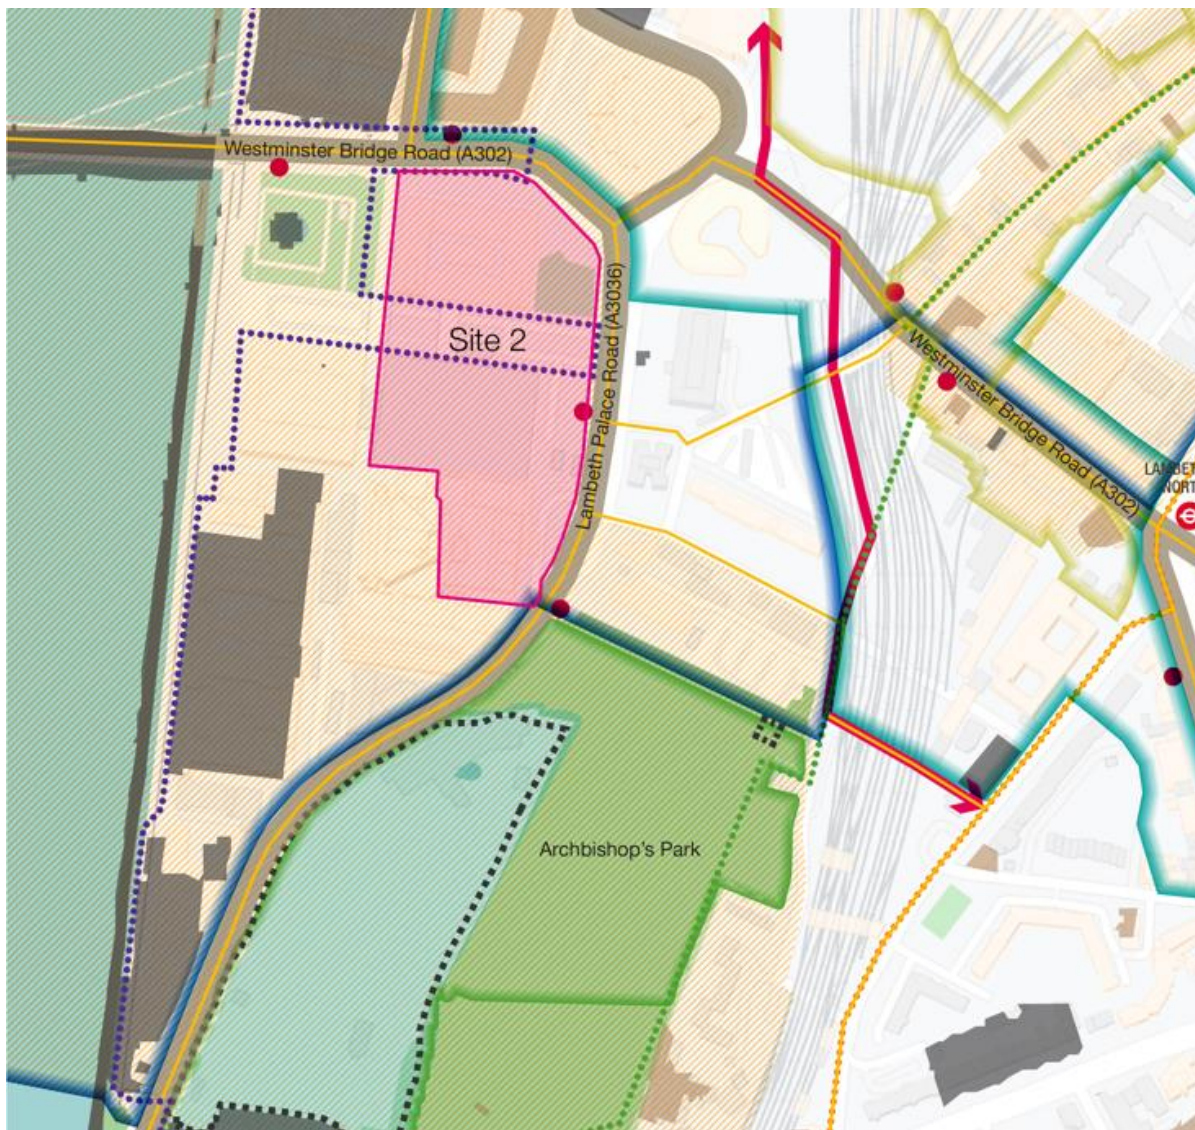 Westminster Bridge Road (A302)
Site 2
Lambeth Palace Road (A3036)
Westminster Bridge Road (A302)
Archbishop's Park